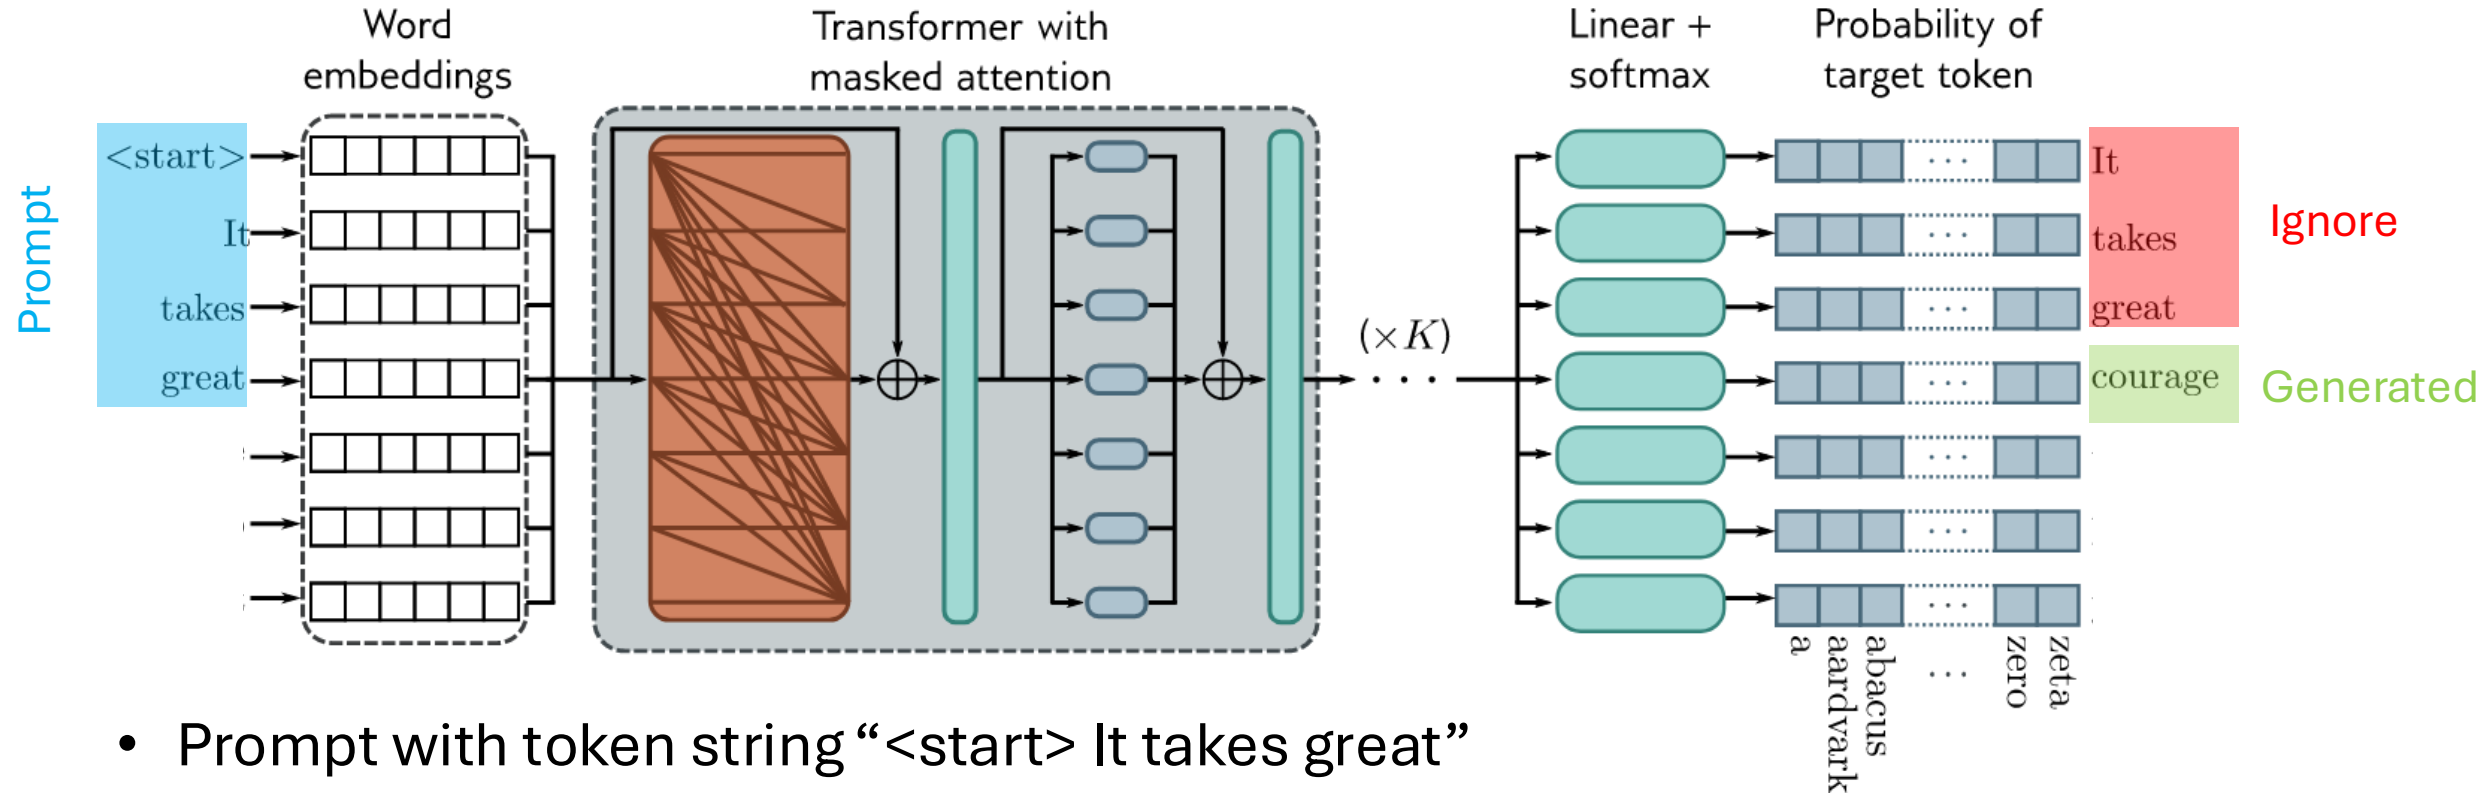 Word
embeddings
Transformer with
masked attention
Linear +
softmax
Probability of
target token
Prompt
<start>
It
takes
great
(×K)
· · ·
It
takes
great
courage
Ignore
Generated
· · ·
· · ·
· · ·
· · ·
· · ·
· · ·
· · ·
a
aardvark
abacus
· · ·
zero
zeta
• Prompt with token string “<start> It takes great”